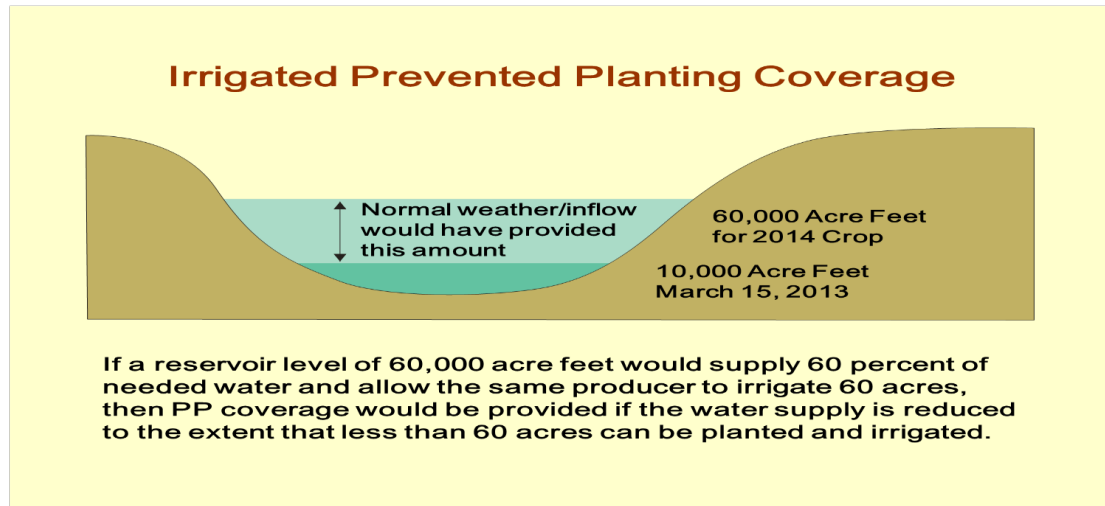 Irrigated Prevented Planting Coverage
Normal weather/inflow
would have provided
this amount
60,000 Acre Feet
for 2014 Crop
10,000 Acre Feet
March 15, 2013
If a reservoir level of 60,000 acre feet would supply 60 percent of
needed water and allow the same producer to irrigate 60 acres,
then PP coverage would be provided if the water supply is reduced
to the extent that less than 60 acres can be planted and irrigated.